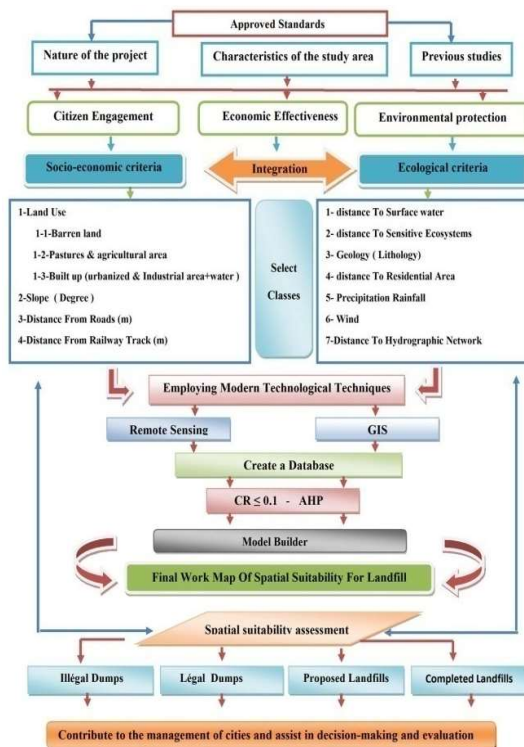 Approved Standards
Nature of the project
Characteristics of the study area
Previous studies
Citizen Engagement
Economic Effectiveness
Environmental protection
Socio-economic criteria
Integration
Ecological criteria
1-Land Use
1-1-Barren land
1-2-Pastures & agricultural area
1-3-Built up (urbanized & Industrial area+water )
2-Slope ( Degree )
3-Distance From Roads (m)
4-Distance From Railway Track (m)
Select
Classes
1- distance To Surface water
2- distance To Sensitive Ecosystems
3- Geology ( Lithology)
4- distance To Residential Area
5- Precipitation Rainfall
6- Wind
7-Distance To Hydrographic Network
Employing Modern Technological Techniques
Remote Sensing
GIS
Create a Database
CR ≤ 0.1 - AHP
Model Builder
Final Work Map Of Spatial Suitability For Landfill
Spatial suitability assessment
Illégal Dumps
Légal Dumps
Proposed Landfills
Completed Landfills
Contribute to the management of cities and assist in decision-making and evaluation